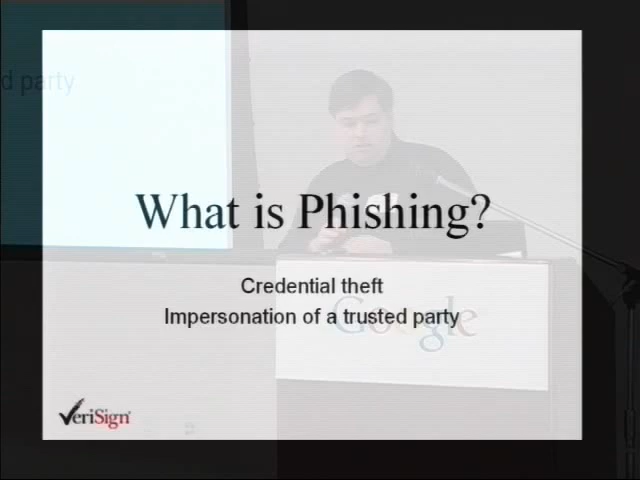 d party
What is Phishing?
Credential theft
Impersonation of a trusted party
Google
VeriSign